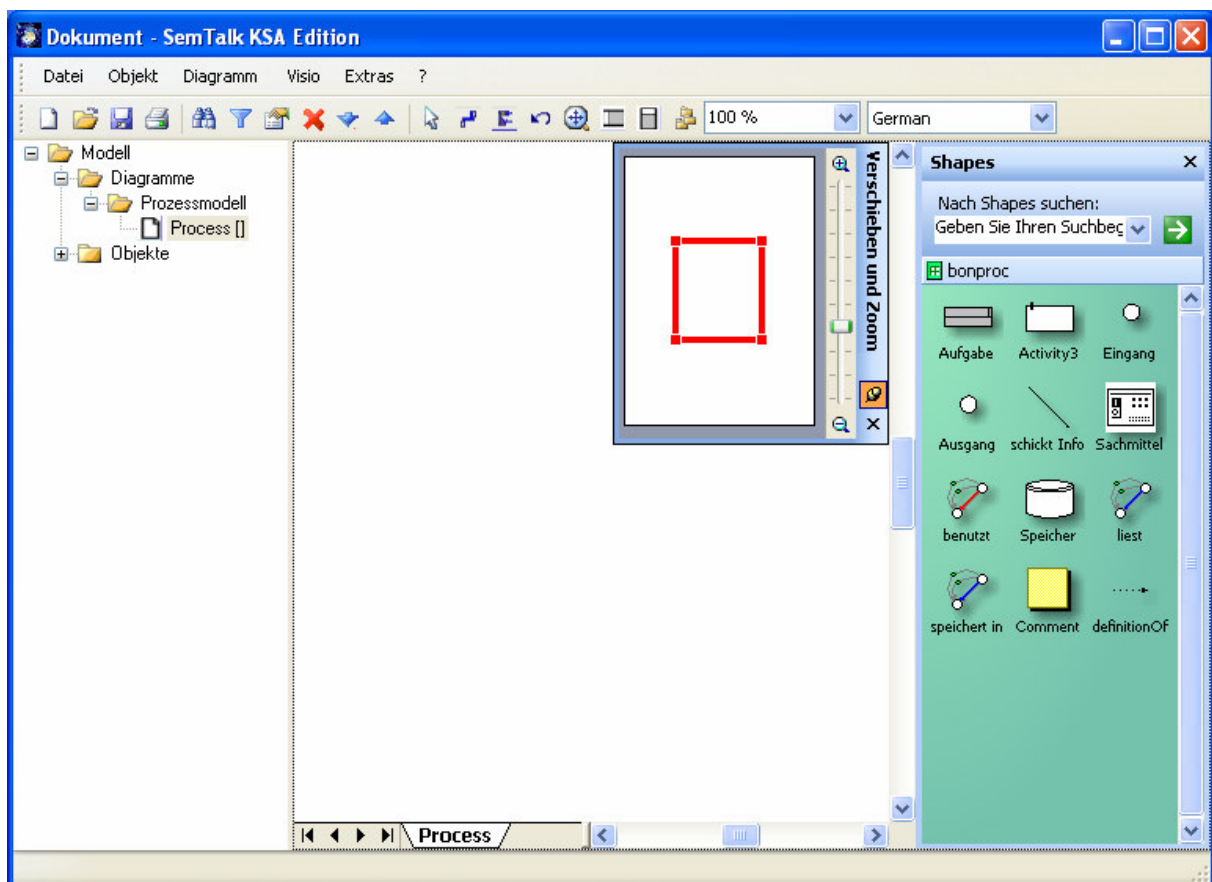 Dokument - SemTalk KSA Edition
Datei Objekt Diagramm Visio Extras ?
100 % German
Modell
Diagramme
Prozessmodell
Process []
Objekte
Verschieben und Zoom
Shapes
Nach Shapes suchen:
Geben Sie Ihren Suchbeg
bonproc
Aufgabe Activity3 Eingang
Ausgang schickt Info Sachmittel
benutzt Speicher liest
speichert in Comment definitionOf
Process